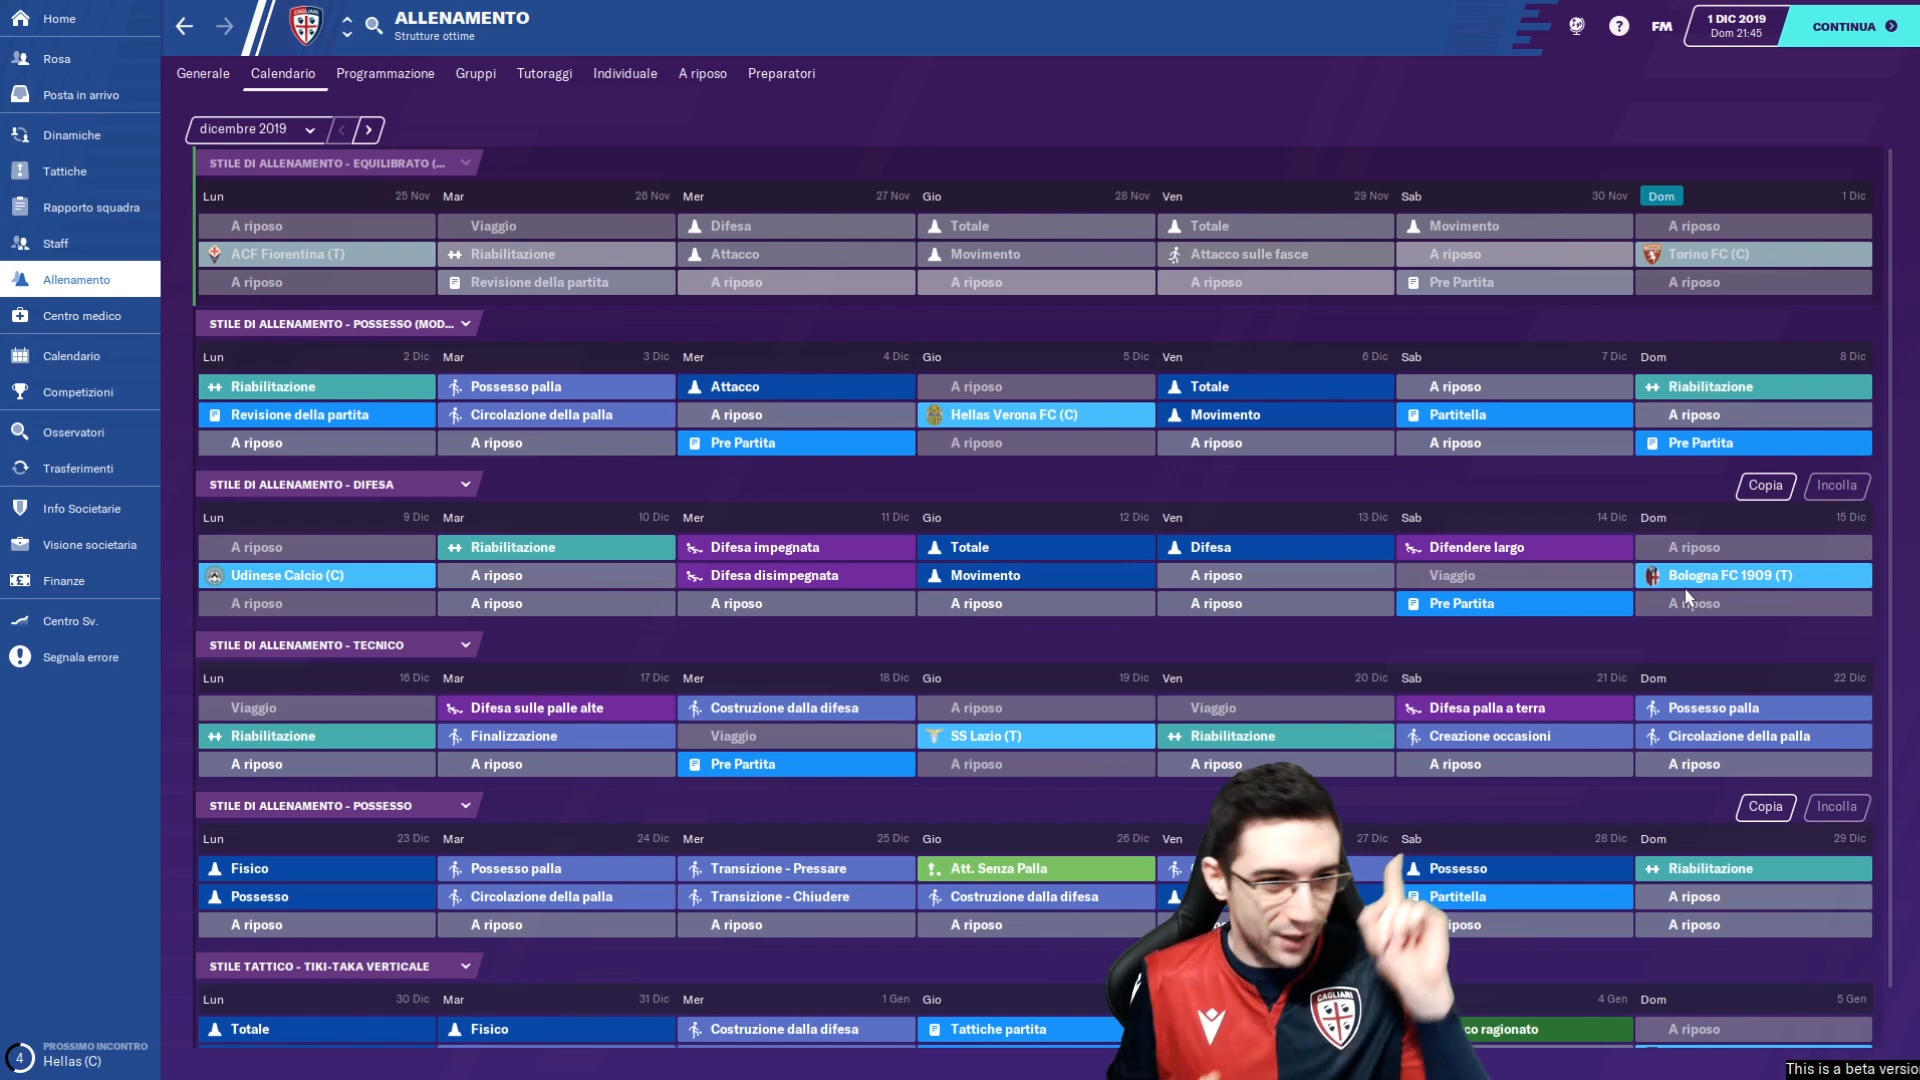 Home
Rosa
Posta in arrivo
Dinamiche
Tattiche
Rapporto squadra
Staff
Allenamento
Centro medico
Calendario
Competizioni
Osservatori
Trasferimenti
Info Societarie
Visione societaria
Finanze
Centro Sv.
Segnala errore
4 PROSSIMO INCONTRO
Hellas (C)
ALLENAMENTO
Strutture ottime
FM
1 DIC 2019
Dom 21:45
CONTINUA
Generale Calendario Programmazione Gruppi Tutoraggi Individuale A riposo Preparatori
dicembre 2019
STILE DI ALLENAMENTO - EQUILIBRATO (...
Lun 25 Nov Mar 26 Nov Mer 27 Nov Gio 28 Nov Ven 29 Nov Sab 30 Nov Dom 1 Dic
A riposo Viaggio Difesa Totale Totale Movimento A riposo
ACF Fiorentina (T) Riabilitazione Attacco Movimento Attacco sulle fasce A riposo Torino FC (C)
A riposo Revisione della partita A riposo A riposo A riposo Pre Partita A riposo
STILE DI ALLENAMENTO - POSSESSO (MOD...
Lun 2 Dic Mar 3 Dic Mer 4 Dic Gio 5 Dic Ven 6 Dic Sab 7 Dic Dom 8 Dic
Riabilitazione Possesso palla Attacco A riposo Totale A riposo Riabilitazione
Revisione della partita Circolazione della palla A riposo Hellas Verona FC (C) Movimento Partitella A riposo
A riposo A riposo Pre Partita A riposo A riposo A riposo Pre Partita
STILE DI ALLENAMENTO - DIFESA Copia Incolla
Lun 9 Dic Mar 10 Dic Mer 11 Dic Gio 12 Dic Ven 13 Dic Sab 14 Dic Dom 15 Dic
A riposo Riabilitazione Difesa impegnata Totale Difesa Difendere largo A riposo
Udinese Calcio (C) A riposo Difesa disimpegnata Movimento A riposo Viaggio Bologna FC 1909 (T)
A riposo A riposo A riposo A riposo A riposo Pre Partita A riposo
STILE DI ALLENAMENTO - TECNICO
Lun 16 Dic Mar 17 Dic Mer 18 Dic Gio 19 Dic Ven 20 Dic Sab 21 Dic Dom 22 Dic
Viaggio Difesa sulle palle alte Costruzione dalla difesa A riposo Viaggio Difesa palla a terra Possesso palla
Riabilitazione Finalizzazione Viaggio SS Lazio (T) Riabilitazione Creazione occasioni Circolazione della palla
A riposo A riposo Pre Partita A riposo A riposo A riposo A riposo
STILE DI ALLENAMENTO - POSSESSO Copia Incolla
Lun 23 Dic Mar 24 Dic Mer 25 Dic Gio 26 Dic Ven 27 Dic Sab 28 Dic Dom 29 Dic
Fisico Possesso palla Transizione - Pressare Att. Senza Palla Possesso Riabilitazione
Possesso Circolazione della palla Transizione - Chiudere Costruzione dalla difesa Partitella A riposo
A riposo A riposo A riposo A riposo A riposo A riposo
STILE TATTICO - TIKI-TAKA VERTICALE
Lun 30 Dic Mar 31 Dic Mer 1 Gen Gio 4 Gen Dom 5 Gen
Totale Fisico Costruzione dalla difesa Tattiche partita co ragionato A riposo
CAGLIARI
This is a beta versio